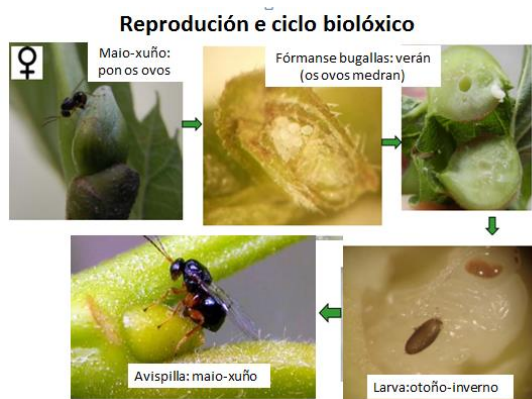 Reprodución e ciclo biolóxico
Maio-xuño:
pon os ovos
Fórmanse bugallas: verán
(os ovos medran)
Avispilla: maio-xuño
Larva:otoño-inverno